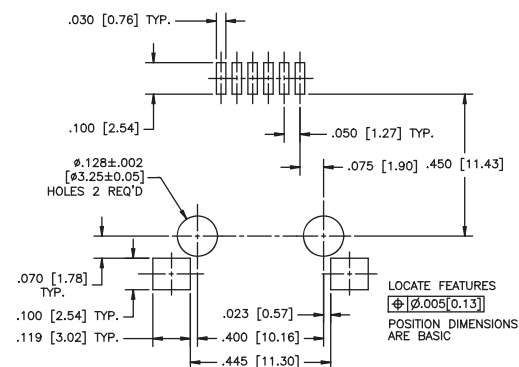 .030 [0.76] TYP.
.100 [2.54]
.050 [1.27] TYP.
.075 [1.90]
.450 [11.43]
ø.128±.002
[ø3.25±0.05]
HOLES 2 REQ'D
.070 [1.78]
TYP.
.100 [2.54] TYP.
.119 [3.02] TYP.
.023 [0.57]
.400 [10.16]
.445 [11.30]
LOCATE FEATURES
⌖ Ø.005[0.13]
POSITION DIMENSIONS
ARE BASIC